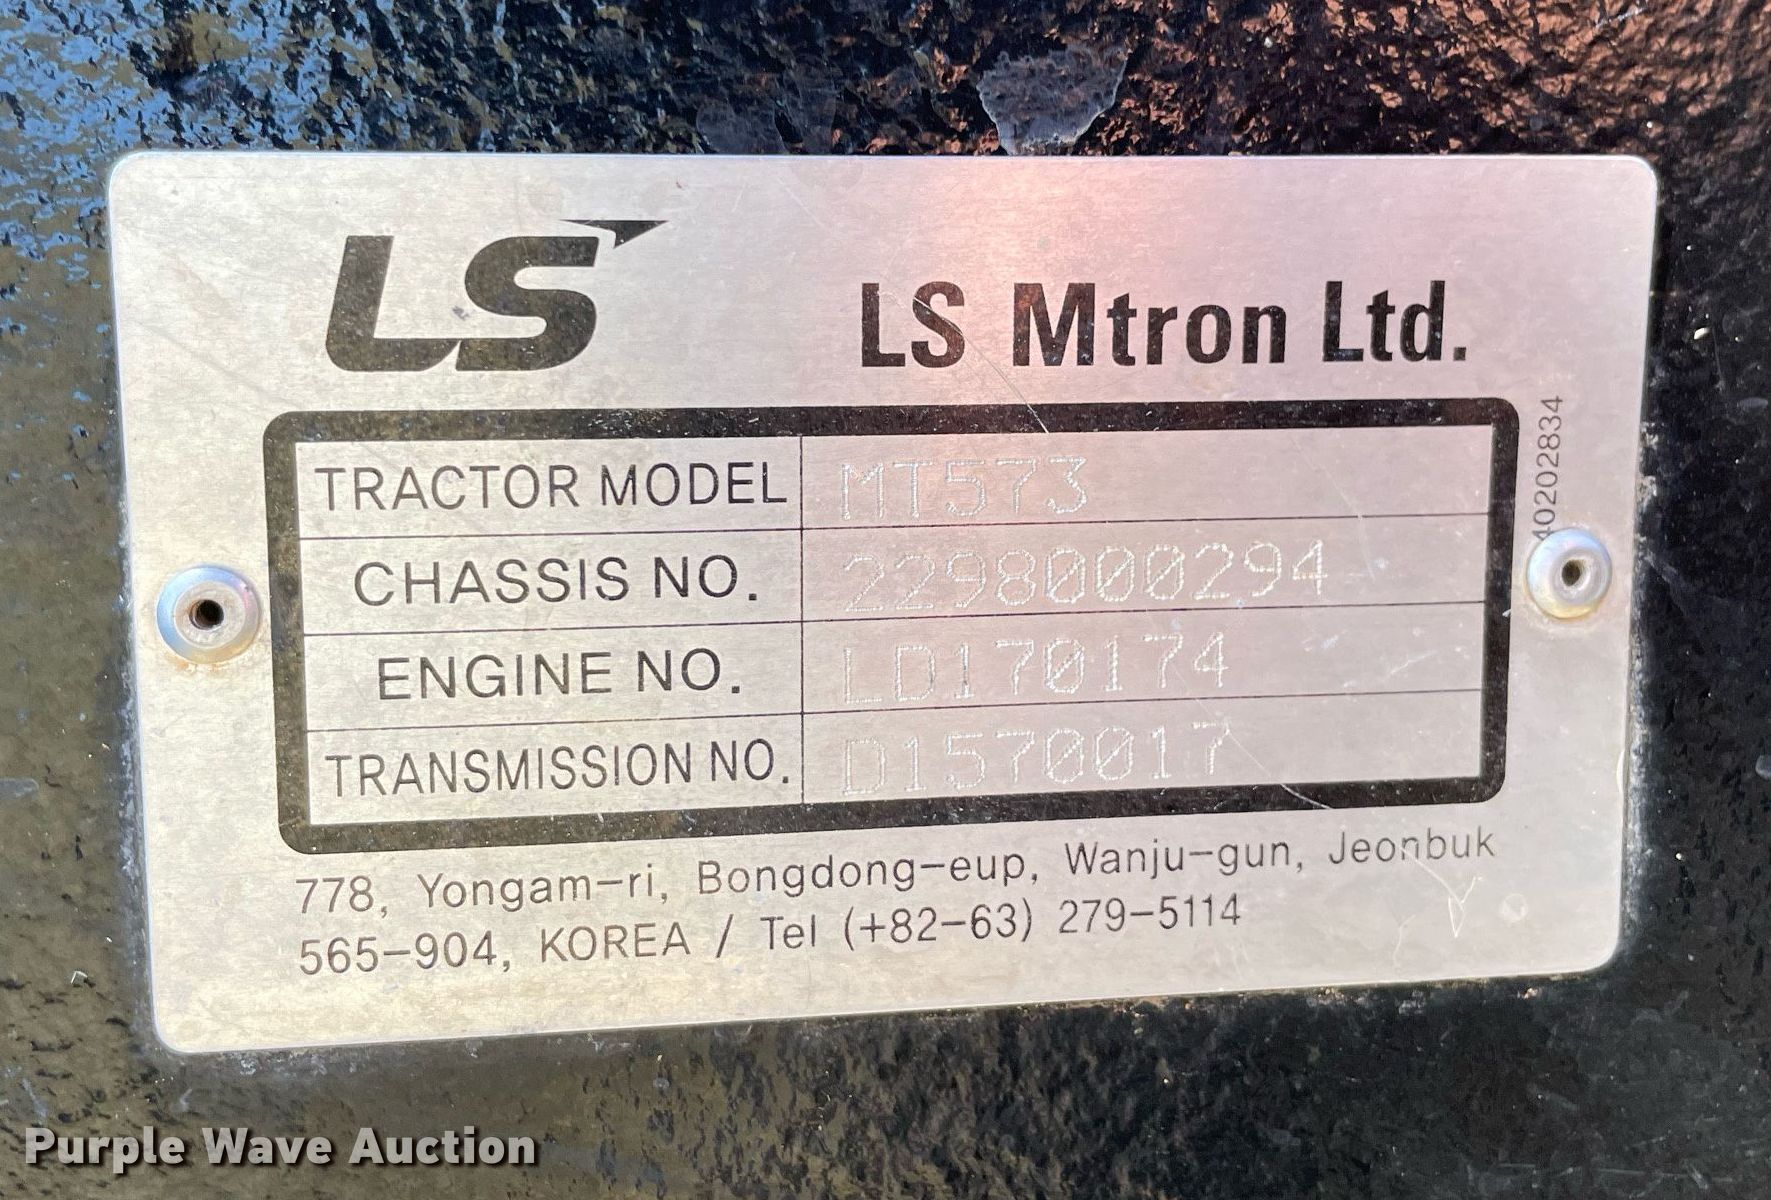 LS LS Mtron Ltd.
TRACTOR MODEL MT573
CHASSIS NO. 2298000294
ENGINE NO. LD170174
TRANSMISSION NO. D1570017
40202834
778, Yongam-ri, Bongdong-eup, Wanju-gun, Jeonbuk
565-904, KOREA / Tel (+82-63) 279-5114
Purple Wave Auction